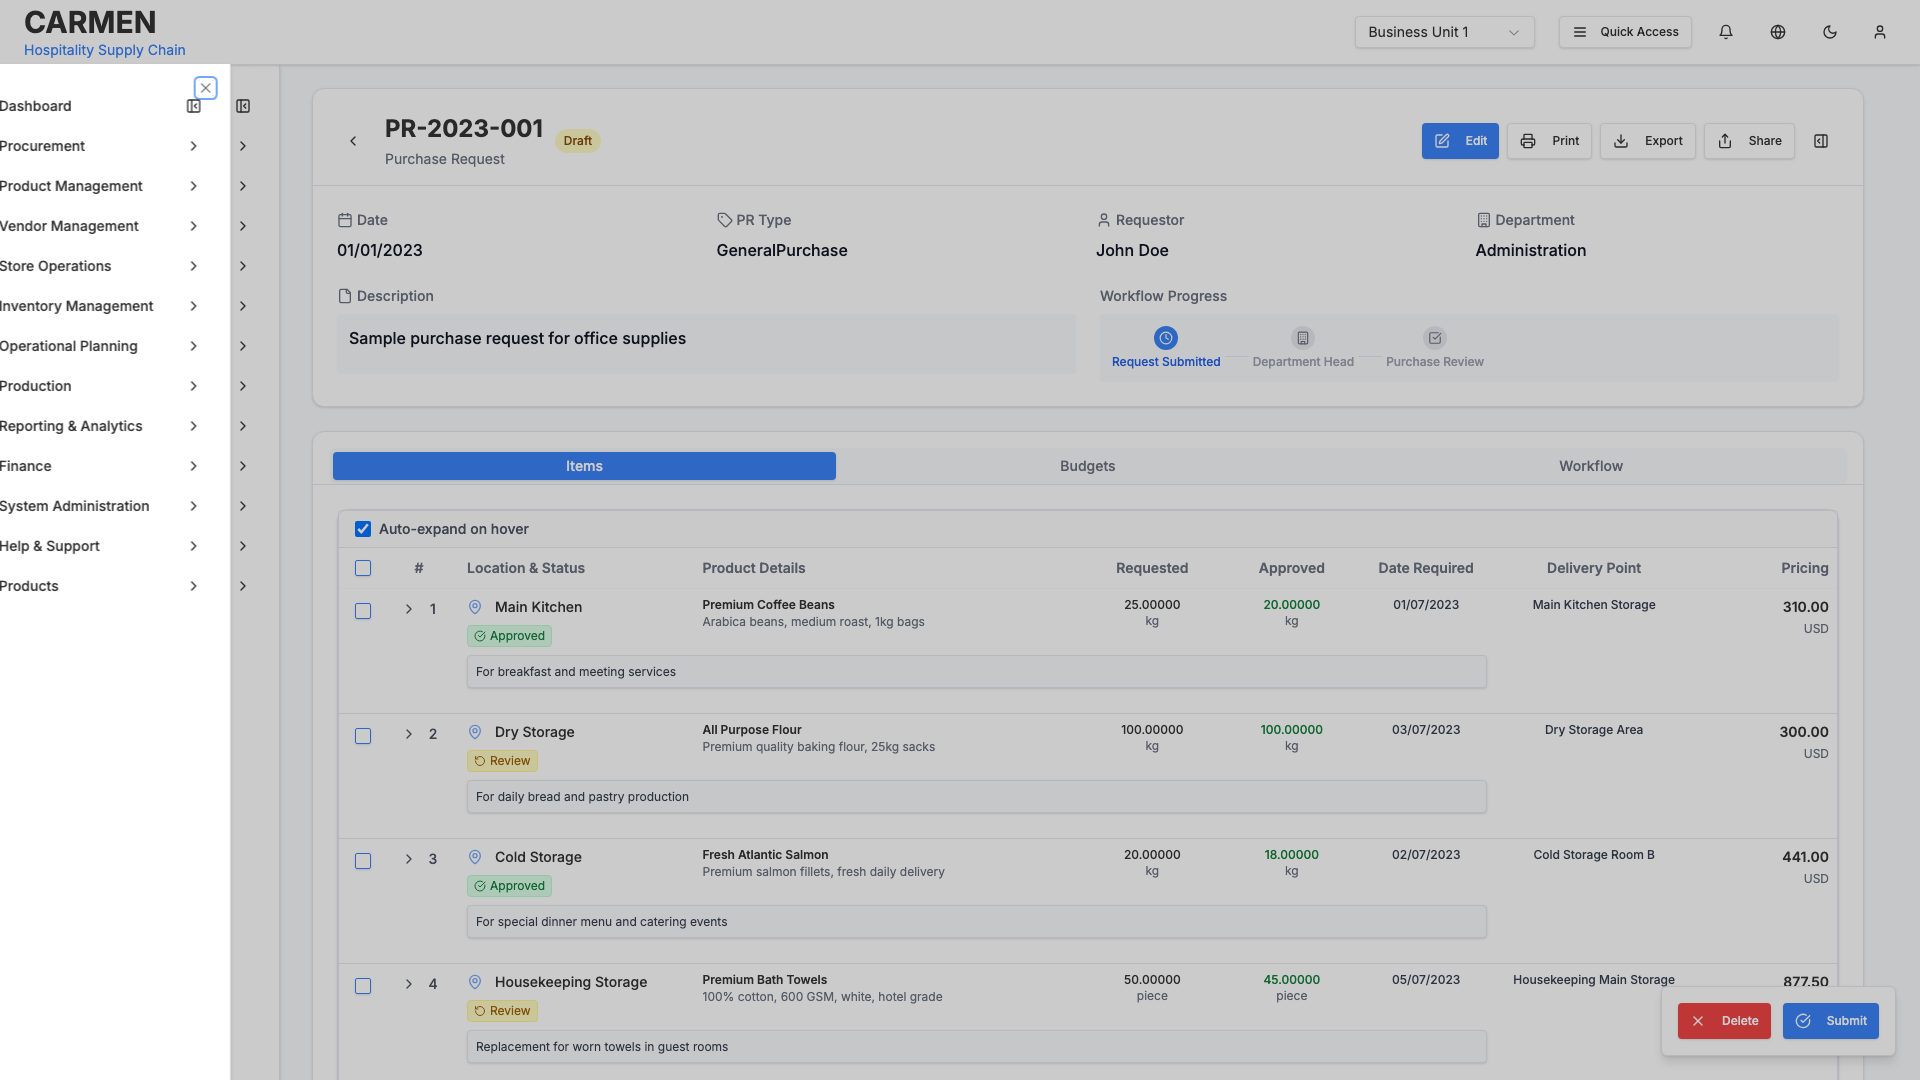 CARMEN
Hospitality Supply Chain
Business Unit 1
Quick Access
Dashboard
Procurement
Product Management
Vendor Management
Store Operations
Inventory Management
Operational Planning
Production
Reporting & Analytics
Finance
System Administration
Help & Support
Products
PR-2023-001
Draft
Purchase Request
Edit
Print
Export
Share
Date
PR Type
Requestor
Department
01/01/2023
GeneralPurchase
John Doe
Administration
Description
Workflow Progress
Sample purchase request for office supplies
Request Submitted
Department Head
Purchase Review
Items
Budgets
Workflow
Auto-expand on hover
# Location & Status Product Details Requested Approved Date Required Delivery Point Pricing
1 Main Kitchen Premium Coffee Beans 25.00000 20.00000 01/07/2023 Main Kitchen Storage 310.00
Arabica beans, medium roast, 1kg bags kg kg USD
Approved
For breakfast and meeting services
2 Dry Storage All Purpose Flour 100.00000 100.00000 03/07/2023 Dry Storage Area 300.00
Premium quality baking flour, 25kg sacks kg kg USD
Review
For daily bread and pastry production
3 Cold Storage Fresh Atlantic Salmon 20.00000 18.00000 02/07/2023 Cold Storage Room B 441.00
Premium salmon fillets, fresh daily delivery kg kg USD
Approved
For special dinner menu and catering events
4 Housekeeping Storage Premium Bath Towels 50.00000 45.00000 05/07/2023 Housekeeping Main Storage 877.50
100% cotton, 600 GSM, white, hotel grade piece piece
Review
Replacement for worn towels in guest rooms
Delete
Submit